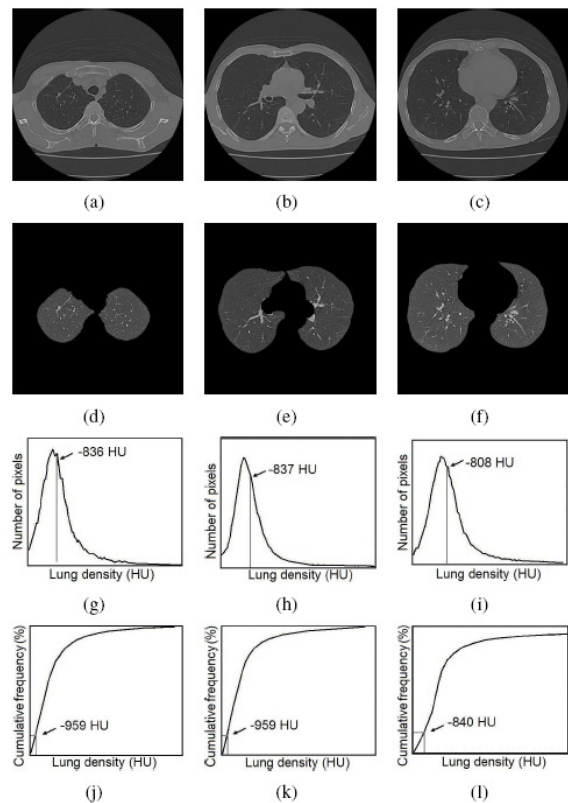 (a) (b) (c)
(d) (e) (f)
Number of pixels
-836 HU
Lung density (HU)
Number of pixels
-837 HU
Lung density (HU)
Number of pixels
-808 HU
Lung density (HU)
(g) (h) (i)
Cumulative frequency (%)
-959 HU
Lung density (HU)
Cumulative frequency (%)
-959 HU
Lung density (HU)
Cumulative frequency (%)
-840 HU
Lung density (HU)
(j) (k) (l)